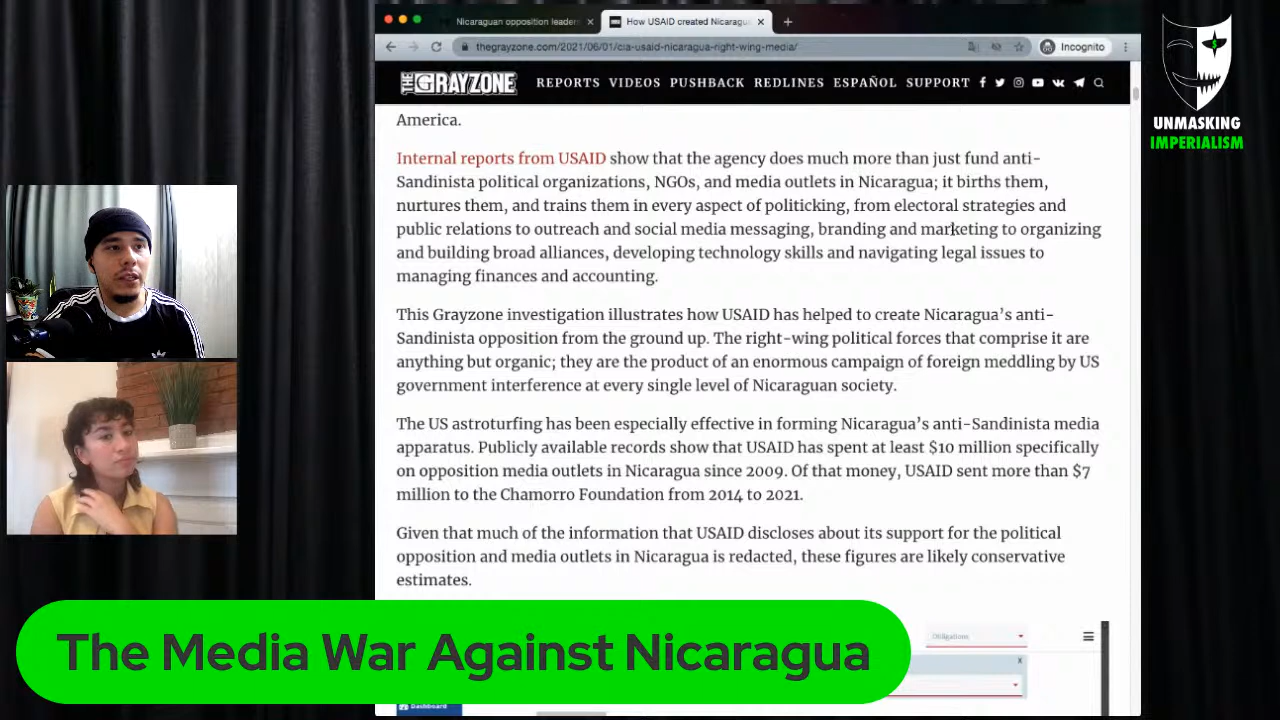 Nicaraguan opposition leader
How USAID created Nicaragu
thegrayzone.com/2021/06/01/cia-usaid-nicaragua-right-wing-media/
Incognito
THE GRAYZONE
REPORTS VIDEOS PUSHBACK REDLINES ESPAÑOL SUPPORT
America.
Internal reports from USAID show that the agency does much more than just fund anti-
Sandinista political organizations, NGOs, and media outlets in Nicaragua; it births them,
nurtures them, and trains them in every aspect of politicking, from electoral strategies and
public relations to outreach and social media messaging, branding and marketing to organizing
and building broad alliances, developing technology skills and navigating legal issues to
managing finances and accounting.
This Grayzone investigation illustrates how USAID has helped to create Nicaragua's anti-
Sandinista opposition from the ground up. The right-wing political forces that comprise it are
anything but organic; they are the product of an enormous campaign of foreign meddling by US
government interference at every single level of Nicaraguan society.
The US astroturfing has been especially effective in forming Nicaragua's anti-Sandinista media
apparatus. Publicly available records show that USAID has spent at least $10 million specifically
on opposition media outlets in Nicaragua since 2009. Of that money, USAID sent more than $7
million to the Chamorro Foundation from 2014 to 2021.
Given that much of the information that USAID discloses about its support for the political
opposition and media outlets in Nicaragua is redacted, these figures are likely conservative
estimates.
Obligations
x
Dashboard
The Media War Against Nicaragua
UNMASKING
IMPERIALISM